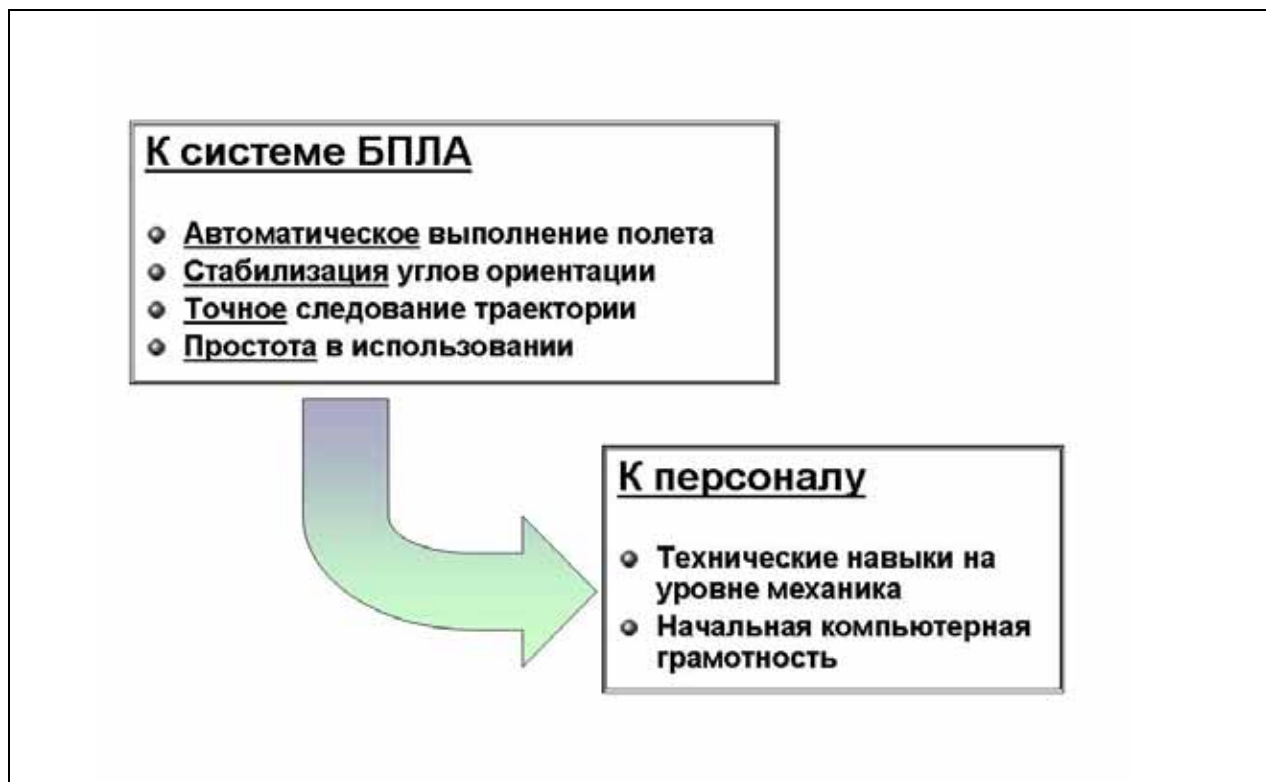 К системе БПЛА
Автоматическое выполнение полета
Стабилизация углов ориентации
Точное следование траектории
Простота в использовании
К персоналу
Технические навыки на
уровне механика
Начальная компьютерная
грамотность